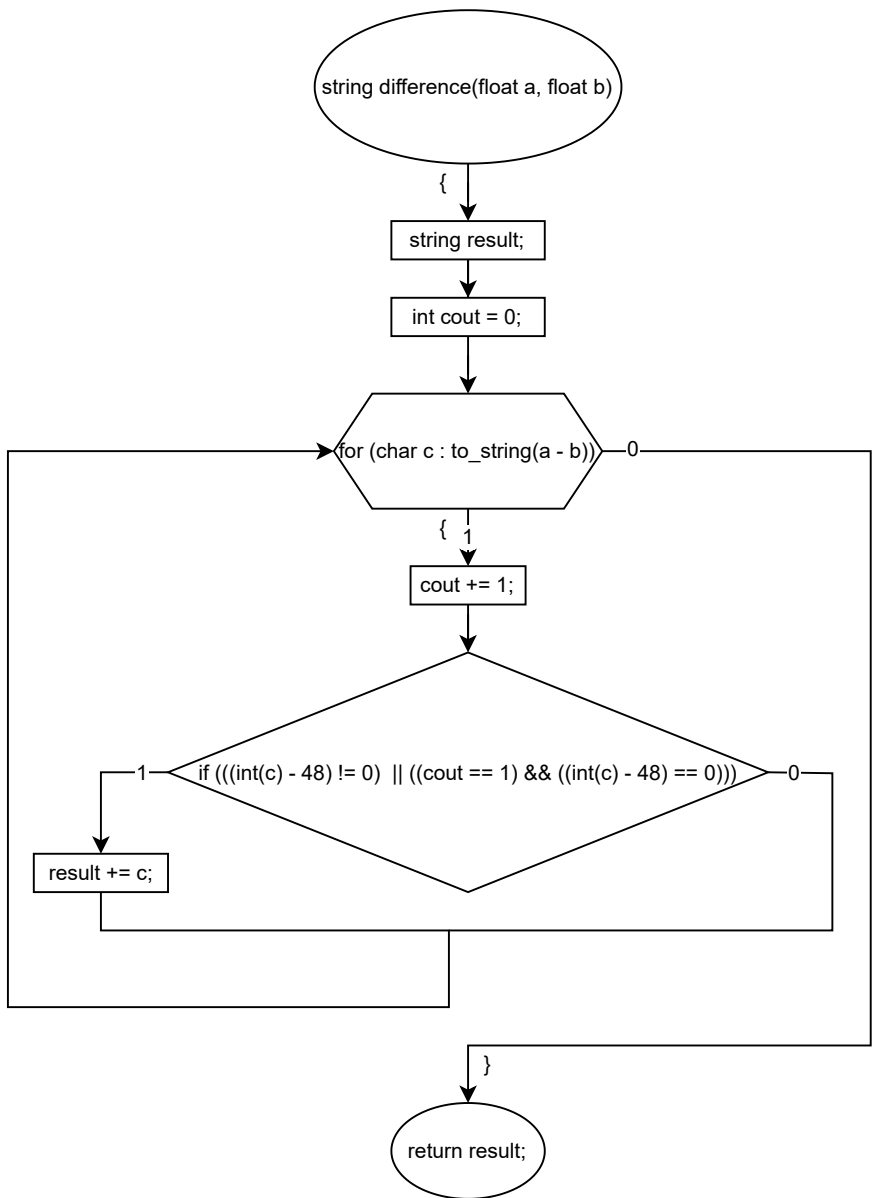 string difference(float a, float b)
{
string result;
int cout = 0;
for (char c : to_string(a - b))
0
{
1
cout += 1;
if (((int(c) - 48) != 0)  || ((cout == 1) && ((int(c) - 48) == 0)))
1
0
result += c;
}
return result;